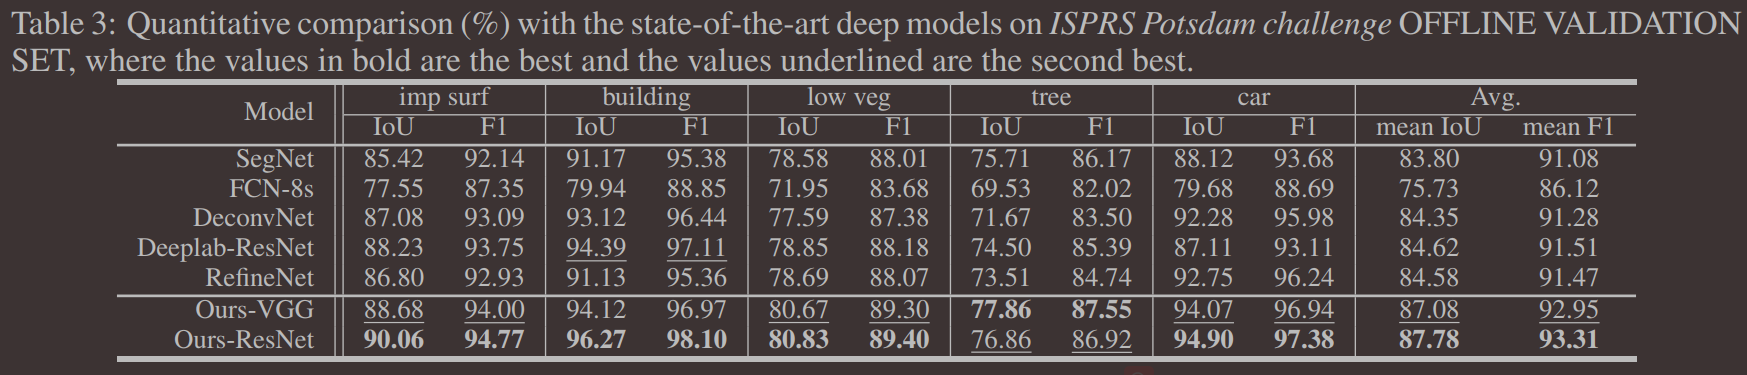 Table 3: Quantitative comparison (%) with the state-of-the-art deep models on ISPRS Potsdam challenge OFFLINE VALIDATION
SET, where the values in bold are the best and the values underlined are the second best.
Model imp surf building low veg tree car Avg.
IoU F1 IoU F1 IoU F1 IoU F1 IoU F1 mean IoU mean F1
SegNet 85.42 92.14 91.17 95.38 78.58 88.01 75.71 86.17 88.12 93.68 83.80 91.08
FCN-8s 77.55 87.35 79.94 88.85 71.95 83.68 69.53 82.02 79.68 88.69 75.73 86.12
DeconvNet 87.08 93.09 93.12 96.44 77.59 87.38 71.67 83.50 92.28 95.98 84.35 91.28
Deeplab-ResNet 88.23 93.75 94.39 97.11 78.85 88.18 74.50 85.39 87.11 93.11 84.62 91.51
RefineNet 86.80 92.93 91.13 95.36 78.69 88.07 73.51 84.74 92.75 96.24 84.58 91.47
Ours-VGG 88.68 94.00 94.12 96.97 80.67 89.30 77.86 87.55 94.07 96.94 87.08 92.95
Ours-ResNet 90.06 94.77 96.27 98.10 80.83 89.40 76.86 86.92 94.90 97.38 87.78 93.31